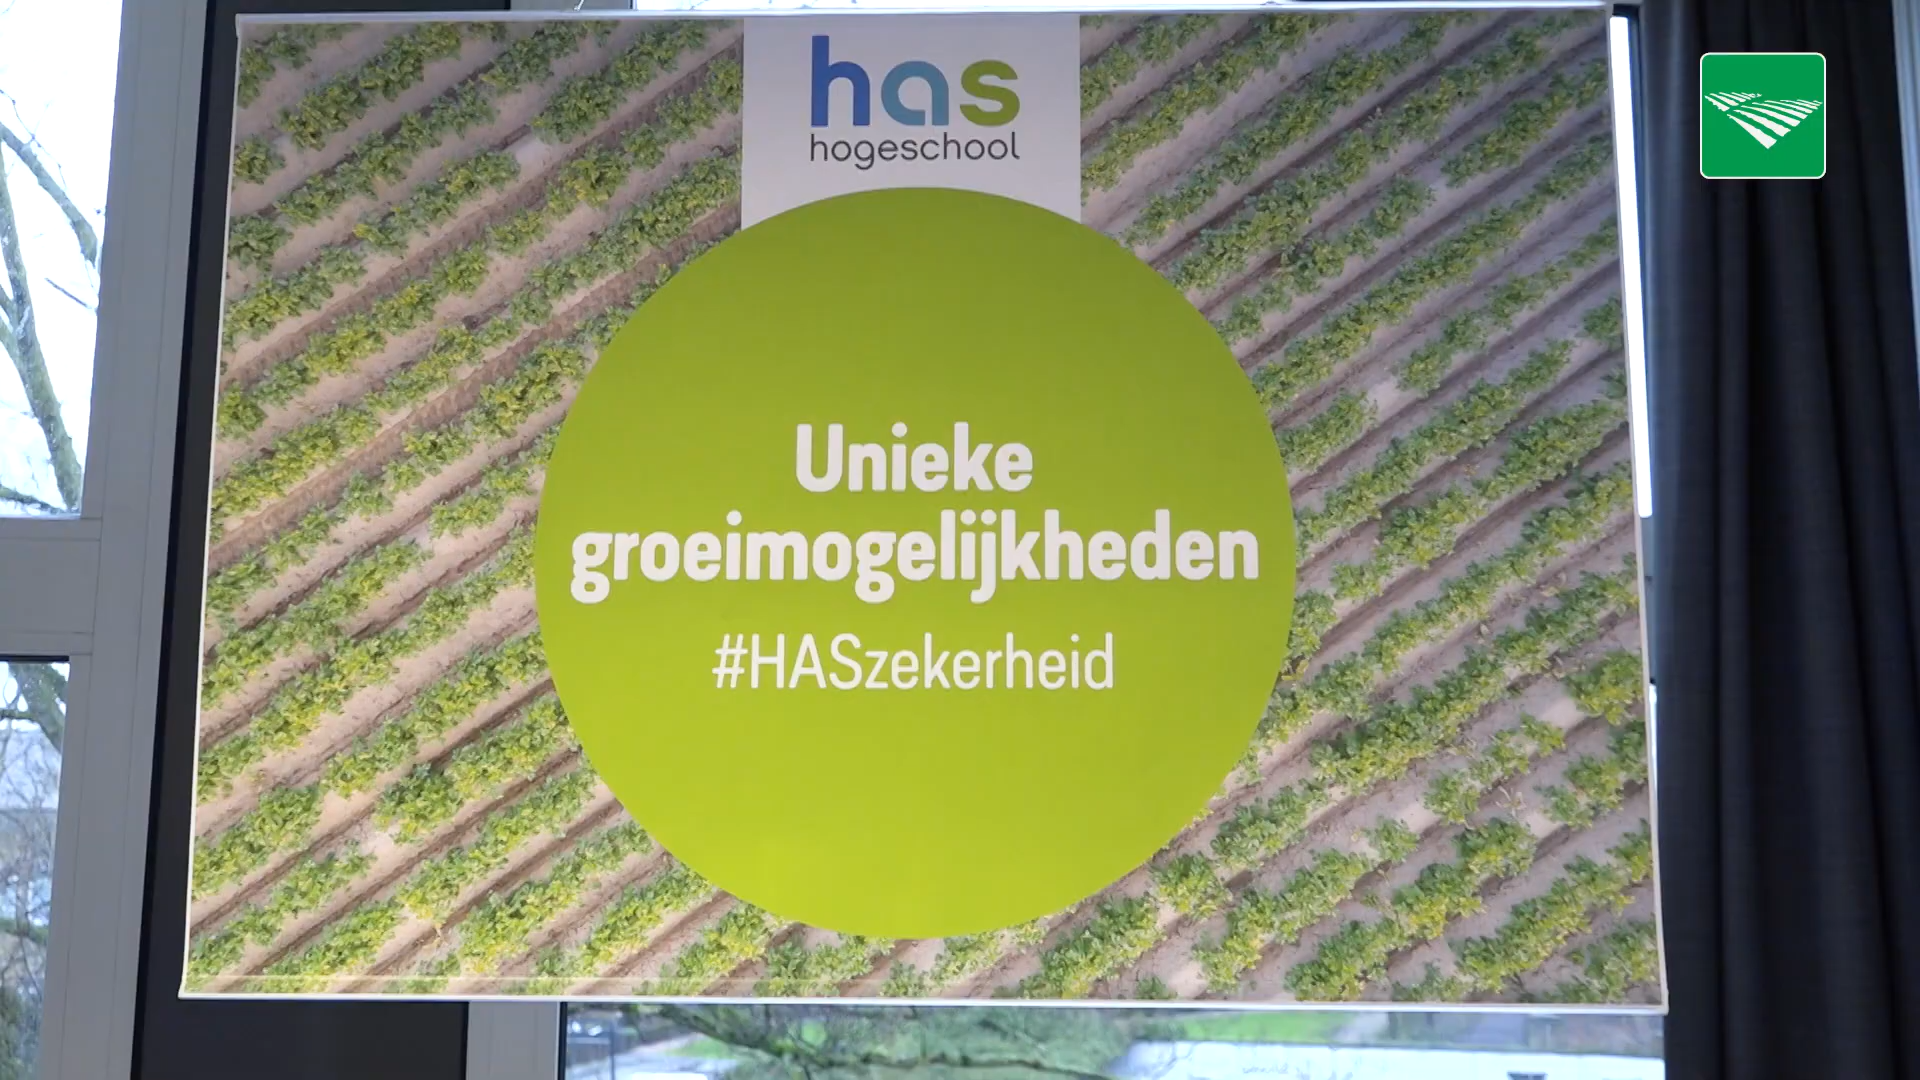 has
hogeschool
Unieke
groeimogelijkheden
#HASzekerheid